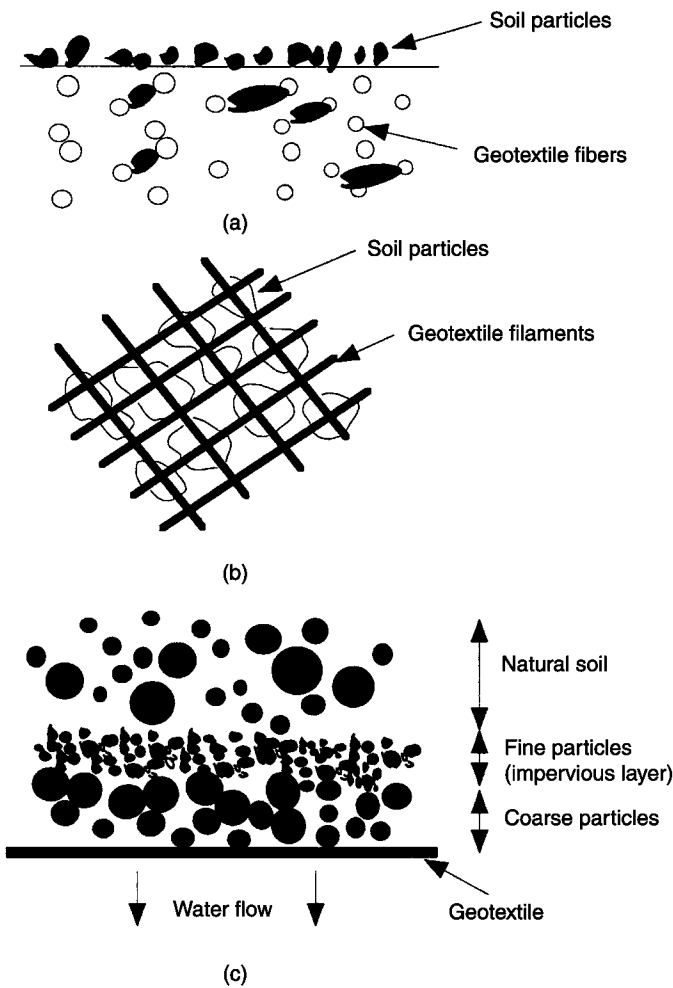 Soil particles
Geotextile fibers
(a)
Soil particles
Geotextile filaments
(b)
Natural soil
Fine particles
(impervious layer)
Coarse particles
Water flow
Geotextile
(c)